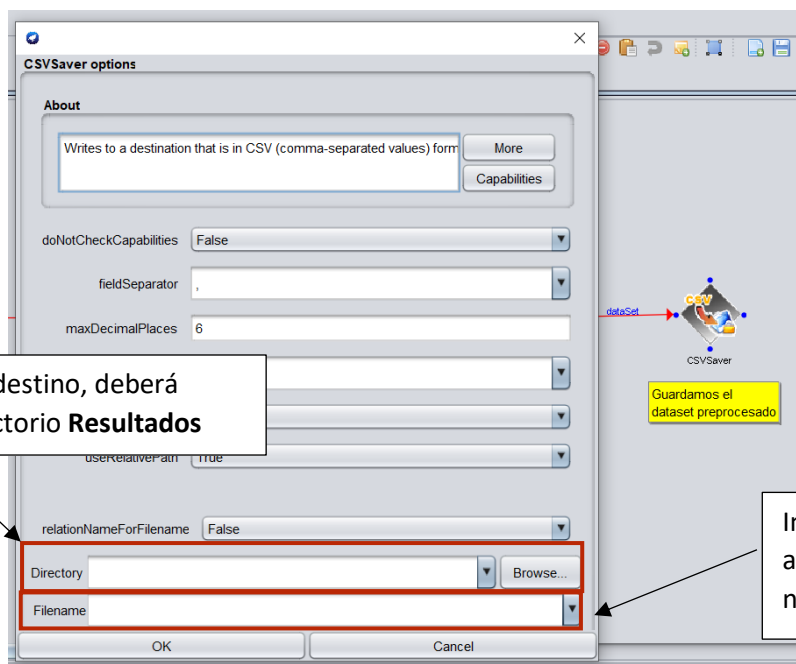 CSVSaver options
About
Writes to a destination that is in CSV (comma-separated values) form
More
Capabilities
doNotCheckCapabilities False
fieldSeparator ,
maxDecimalPlaces 6
destino, deberá
ctorio Resultados
useRelativePath True
relationNameForFilename False
Directory Browse...
Filename
OK Cancel
dataSet
CSV
CSVSaver
Guardamos el
dataset preprocesado
a
n